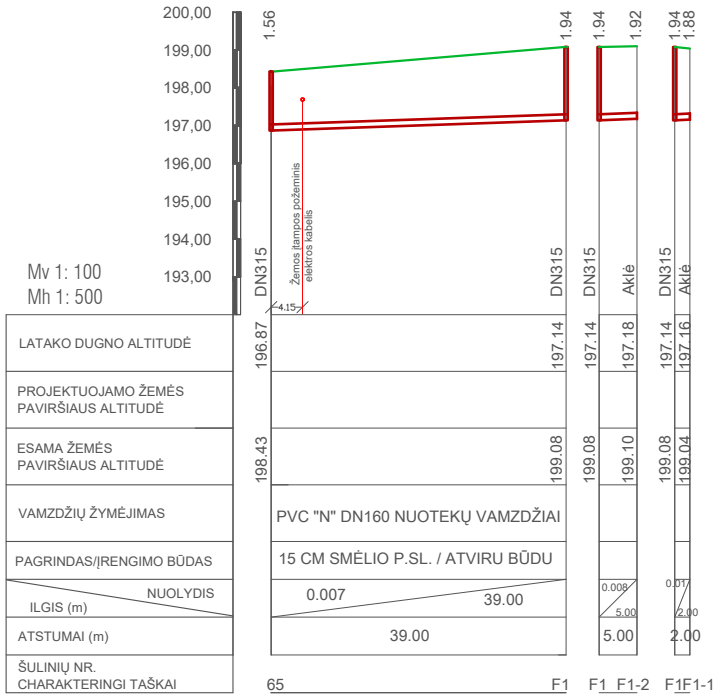 200,00
199,00
198,00
197,00
196,00
195,00
194,00
193,00
Mv 1: 100
Mh 1: 500
1.56
1.94
1.94
1.92
1.94
1.88
Žemos įtampos požeminis
elektros kabelis
4.15
DN315
DN315
DN315
Aklė
DN315
Aklė
LATAKO DUGNO ALTITUDĖ
196.87
197.14
197.14
197.18
197.14
197.16
PROJEKTUOJAMO ŽEMĖS
PAVIRŠIAUS ALTITUDĖ
ESAMA ŽEMĖS
PAVIRŠIAUS ALTITUDĖ
198.43
199.08
199.08
199.10
199.08
199.04
VAMZDŽIŲ ŽYMĖJIMAS
PVC "N" DN160 NUOTEKŲ VAMZDŽIAI
PAGRINDAS/ĮRENGIMO BŪDAS
15 CM SMĖLIO P.SL. / ATVIRU BŪDU
NUOLYDIS
ILGIS (m)
0.007
39.00
0.008
5.00
0.01
2.00
ATSTUMAI (m)
39.00
5.00
2.00
ŠULINIŲ NR.
CHARAKTERINGI TAŠKAI
65
F1
F1
F1-2
F1
F1-1